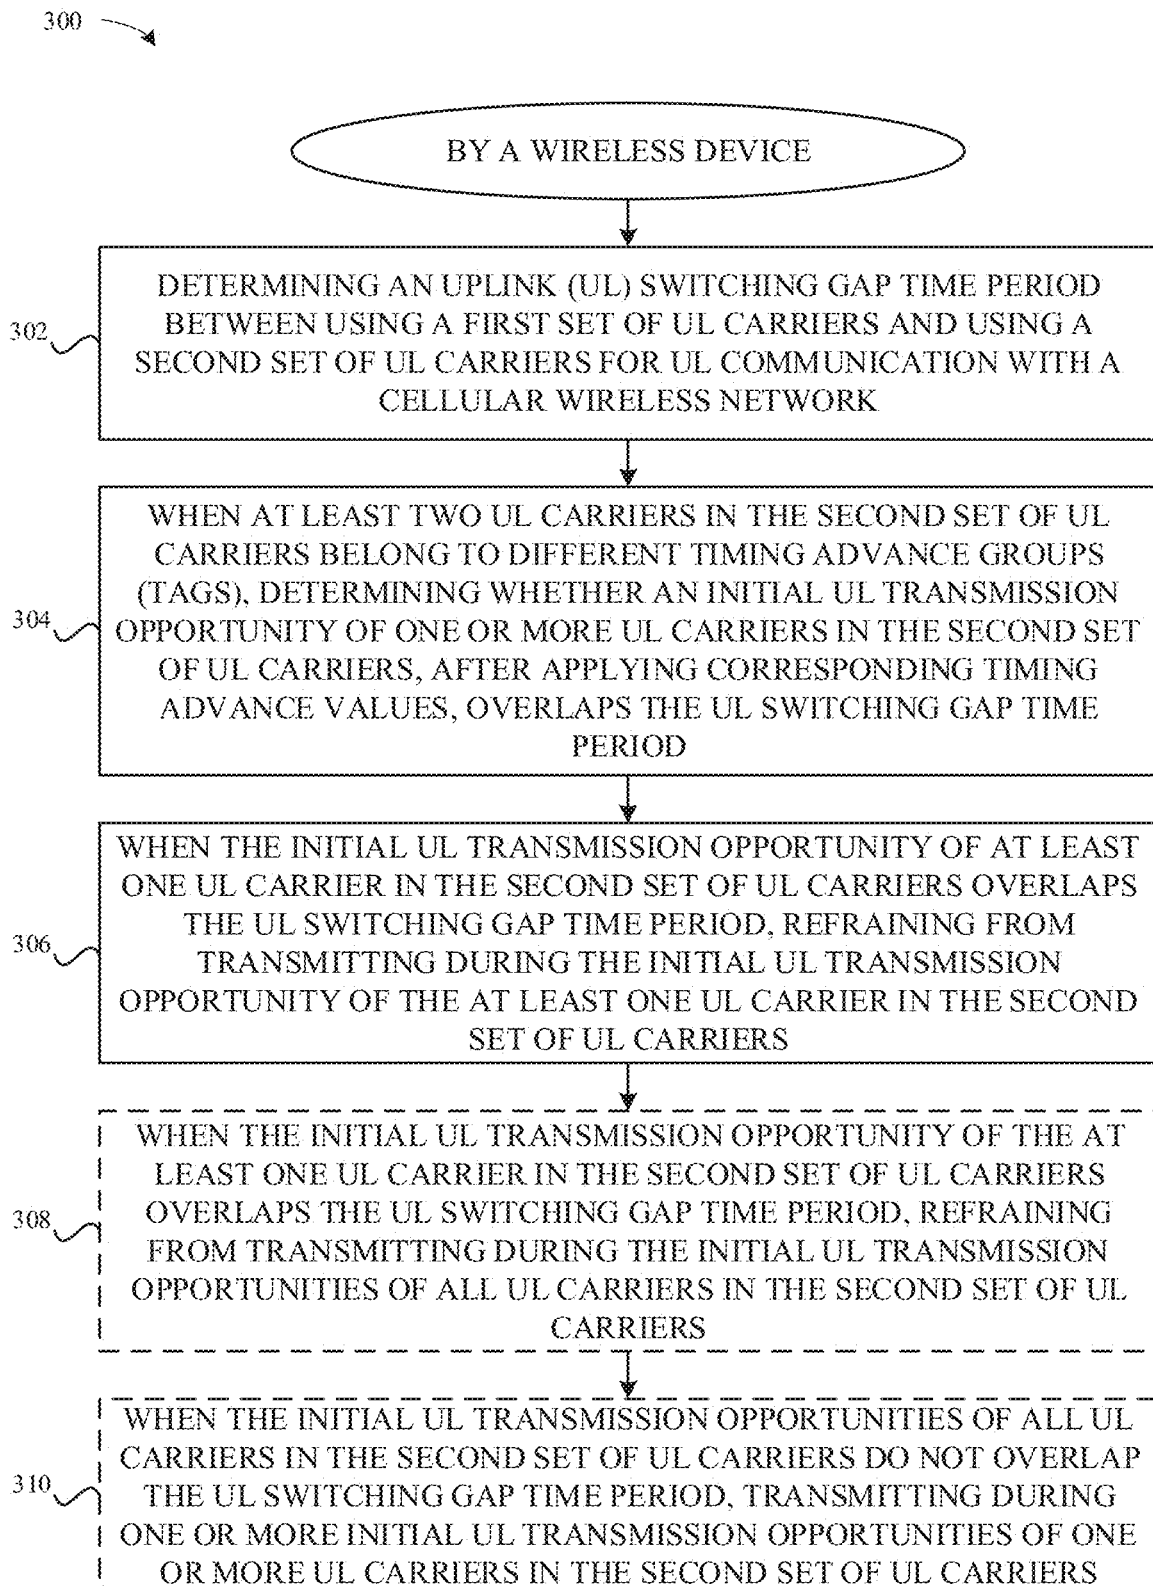 300
BY A WIRELESS DEVICE
302
DETERMINING AN UPLINK (UL) SWITCHING GAP TIME PERIOD
BETWEEN USING A FIRST SET OF UL CARRIERS AND USING A
SECOND SET OF UL CARRIERS FOR UL COMMUNICATION WITH A
CELLULAR WIRELESS NETWORK
304
WHEN AT LEAST TWO UL CARRIERS IN THE SECOND SET OF UL
CARRIERS BELONG TO DIFFERENT TIMING ADVANCE GROUPS
(TAGS), DETERMINING WHETHER AN INITIAL UL TRANSMISSION
OPPORTUNITY OF ONE OR MORE UL CARRIERS IN THE SECOND SET
OF UL CARRIERS, AFTER APPLYING CORRESPONDING TIMING
ADVANCE VALUES, OVERLAPS THE UL SWITCHING GAP TIME
PERIOD
306
WHEN THE INITIAL UL TRANSMISSION OPPORTUNITY OF AT LEAST
ONE UL CARRIER IN THE SECOND SET OF UL CARRIERS OVERLAPS
THE UL SWITCHING GAP TIME PERIOD, REFRAINING FROM
TRANSMITTING DURING THE INITIAL UL TRANSMISSION
OPPORTUNITY OF THE AT LEAST ONE UL CARRIER IN THE SECOND
SET OF UL CARRIERS
308
WHEN THE INITIAL UL TRANSMISSION OPPORTUNITY OF THE AT
LEAST ONE UL CARRIER IN THE SECOND SET OF UL CARRIERS
OVERLAPS THE UL SWITCHING GAP TIME PERIOD, REFRAINING
FROM TRANSMITTING DURING THE INITIAL UL TRANSMISSION
OPPORTUNITIES OF ALL UL CARRIERS IN THE SECOND SET OF UL
CARRIERS
310
WHEN THE INITIAL UL TRANSMISSION OPPORTUNITIES OF ALL UL
CARRIERS IN THE SECOND SET OF UL CARRIERS DO NOT OVERLAP
THE UL SWITCHING GAP TIME PERIOD, TRANSMITTING DURING
ONE OR MORE INITIAL UL TRANSMISSION OPPORTUNITIES OF ONE
OR MORE UL CARRIERS IN THE SECOND SET OF UL CARRIERS